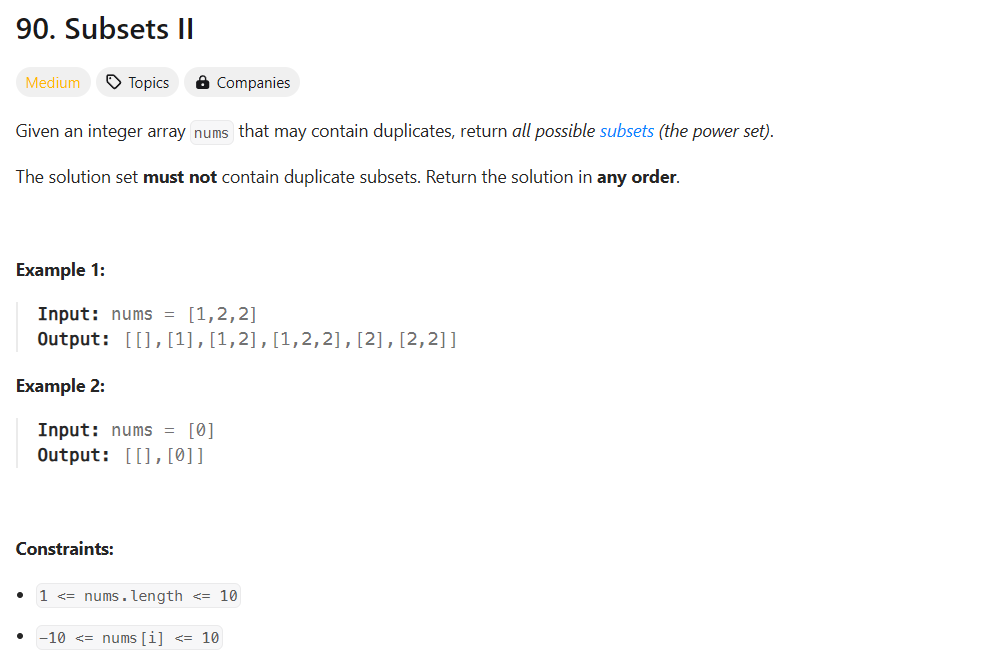 90. Subsets II
Medium Topics Companies
Given an integer array nums that may contain duplicates, return all possible subsets (the power set).
The solution set must not contain duplicate subsets. Return the solution in any order.
Example 1:
Input: nums = [1,2,2]
Output: [[],[1],[1,2],[1,2,2],[2],[2,2]]
Example 2:
Input: nums = [0]
Output: [[],[0]]
Constraints:
• 1 <= nums.length <= 10
• -10 <= nums[i] <= 10